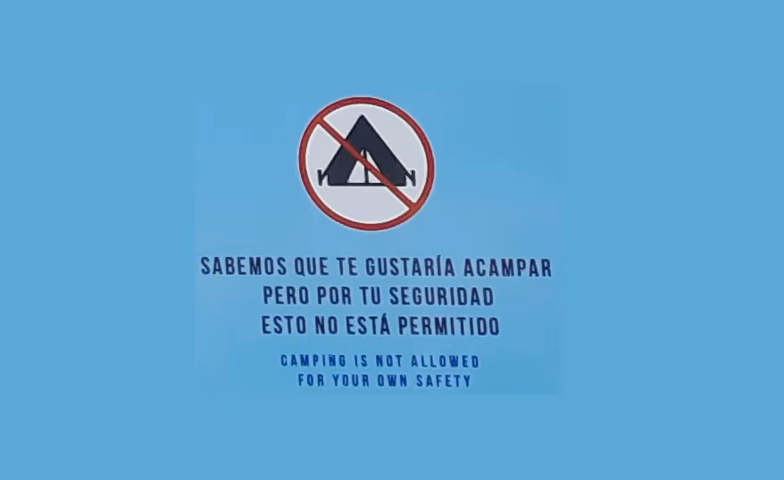 SABEMOS QUE TE GUSTARÍA ACAMPAR
PERO POR TU SEGURIDAD
ESTO NO ESTÁ PERMITIDO
CAMPING IS NOT ALLOWED
FOR YOUR OWN SAFETY